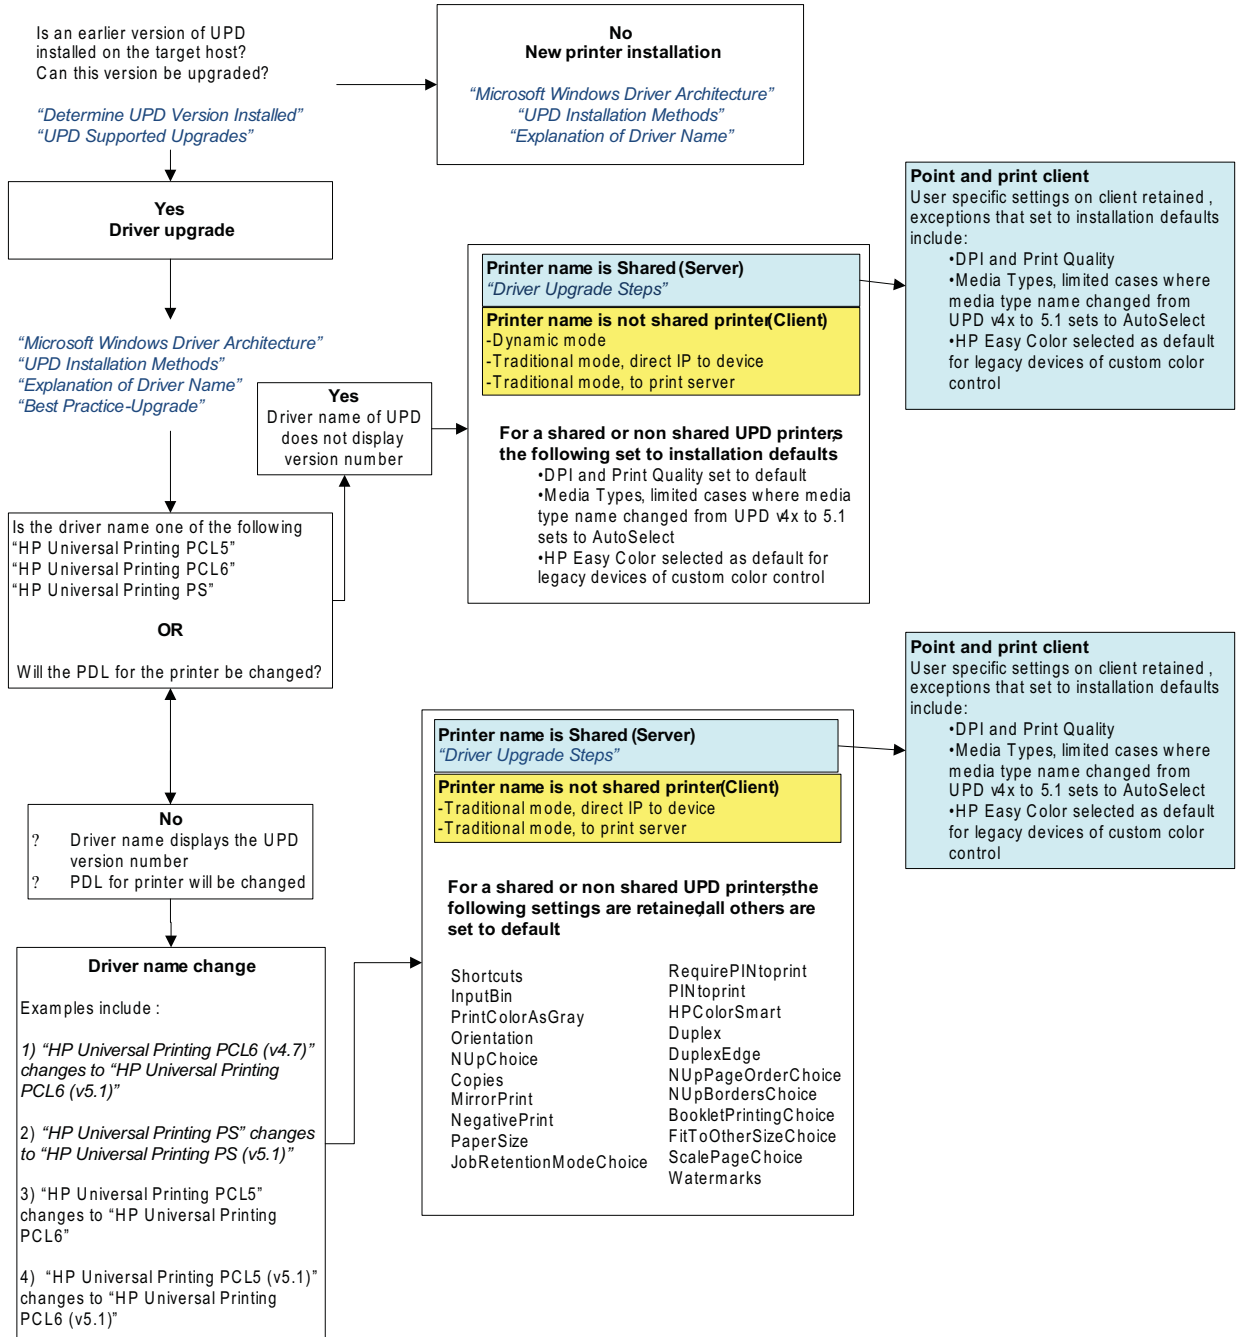 Is an earlier version of UPD
installed on the target host?
Can this version be upgraded?
“Determine UPD Version Installed”
“UPD Supported Upgrades”
No
New printer installation
“Microsoft Windows Driver Architecture”
“UPD Installation Methods”
“Explanation of Driver Name”
Yes
Driver upgrade
“Microsoft Windows Driver Architecture”
“UPD Installation Methods”
“Explanation of Driver Name”
“Best Practice-Upgrade”
Yes
Driver name of UPD
does not display
version number
Is the driver name one of the following
“HP Universal Printing PCL5”
“HP Universal Printing PCL6”
“HP Universal Printing PS”
OR
Will the PDL for the printer be changed?
Printer name is Shared (Server)
“Driver Upgrade Steps”
Printer name is not shared printer(Client)
-Dynamic mode
-Traditional mode, direct IP to device
-Traditional mode, to print server
For a shared or non shared UPD printers,
the following set to installation defaults
•DPI and Print Quality set to default
•Media Types, limited cases where media
type name changed from UPD v4x to 5.1
sets to AutoSelect
•HP Easy Color selected as default for
legacy devices of custom color control
Point and print client
User specific settings on client retained ,
exceptions that set to installation defaults
include:
•DPI and Print Quality
•Media Types, limited cases where
media type name changed from
UPD v4x to 5.1 sets to AutoSelect
•HP Easy Color selected as default
for legacy devices of custom color
control
No
? Driver name displays the UPD
version number
? PDL for printer will be changed
Driver name change
Examples include :
1) “HP Universal Printing PCL6 (v4.7)”
changes to “HP Universal Printing
PCL6 (v5.1)”
2) “HP Universal Printing PS” changes
to “HP Universal Printing PS (v5.1)”
3) “HP Universal Printing PCL5”
changes to “HP Universal Printing
PCL6”
4) “HP Universal Printing PCL5 (v5.1)”
changes to “HP Universal Printing
PCL6 (v5.1)”
Printer name is Shared (Server)
“Driver Upgrade Steps”
Printer name is not shared printer(Client)
-Traditional mode, direct IP to device
-Traditional mode, to print server
For a shared or non shared UPD printers,the
following settings are retained,all others are
set to default
Shortcuts
InputBin
PrintColorAsGray
Orientation
NUpChoice
Copies
MirrorPrint
NegativePrint
PaperSize
JobRetentionModeChoice
RequirePINtoprint
PINtoprint
HPColorSmart
Duplex
DuplexEdge
NUpPageOrderChoice
NUpBordersChoice
BookletPrintingChoice
FitToOtherSizeChoice
ScalePageChoice
Watermarks
Point and print client
User specific settings on client retained ,
exceptions that set to installation defaults
include:
•DPI and Print Quality
•Media Types, limited cases where
media type name changed from
UPD v4x to 5.1 sets to AutoSelect
•HP Easy Color selected as default
for legacy devices of custom color
control